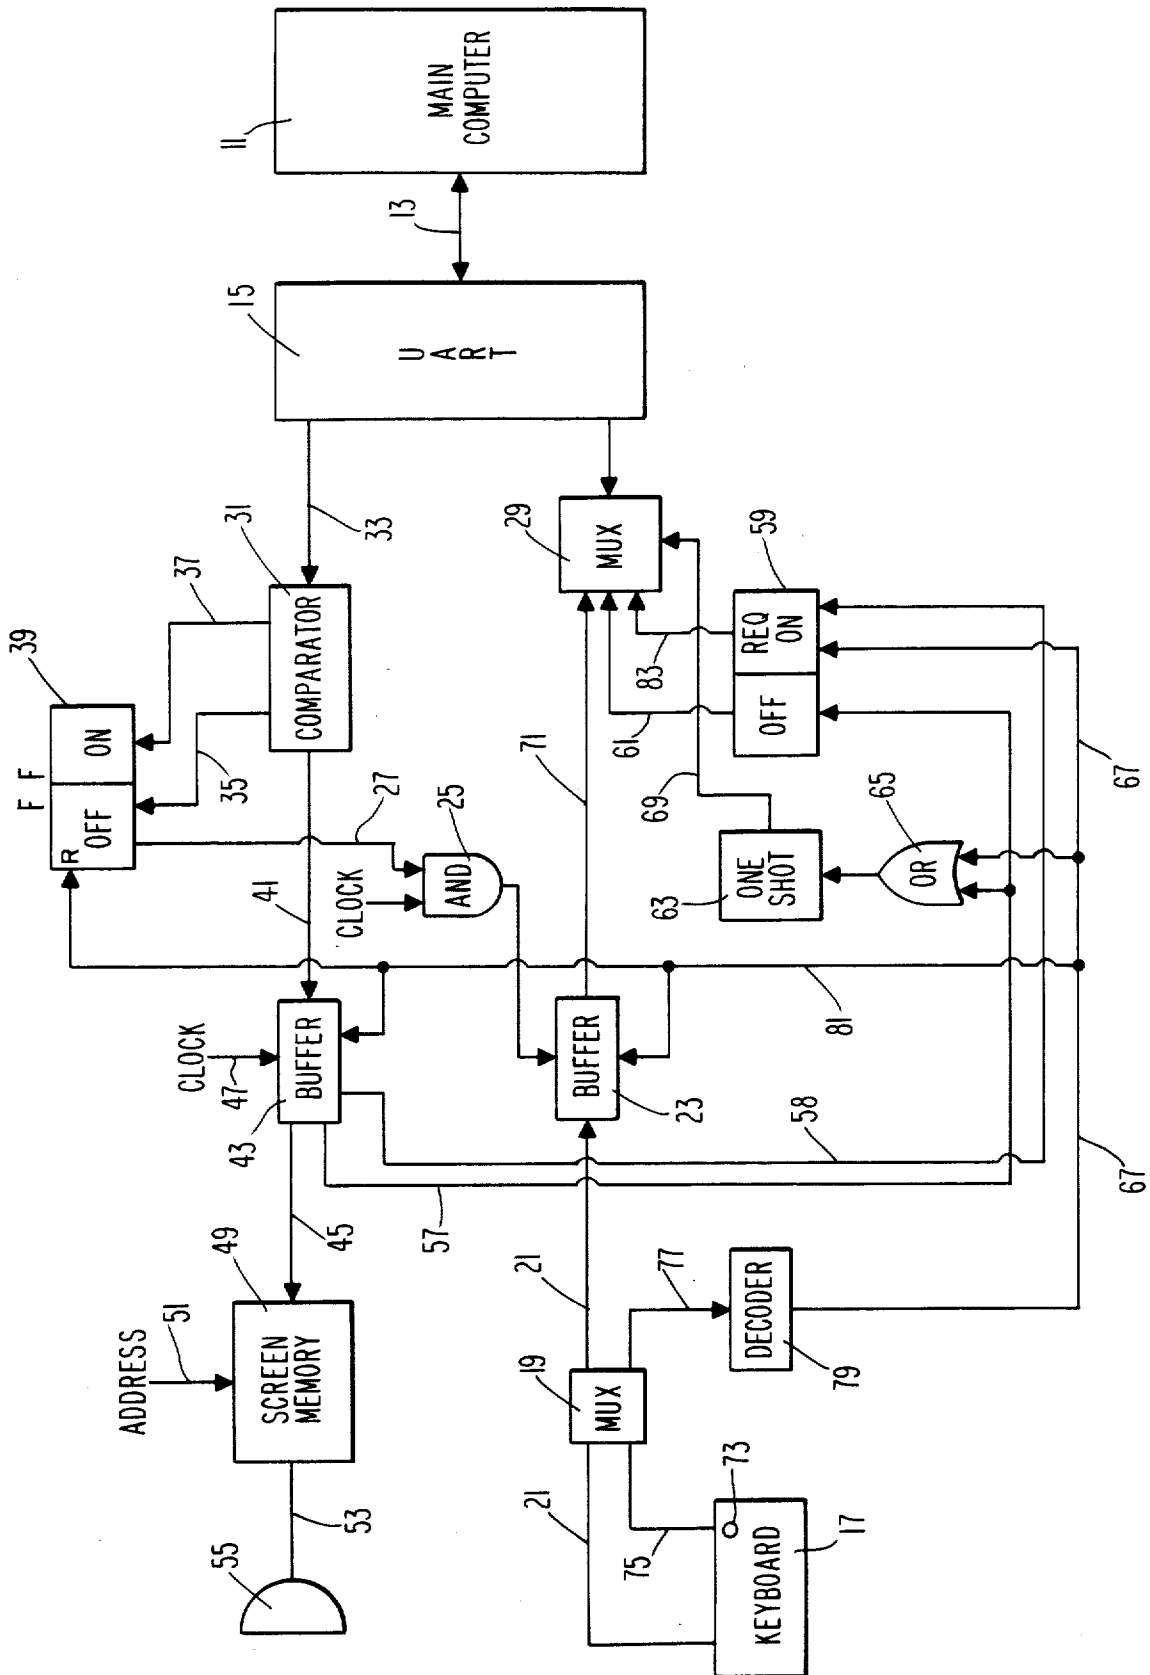 11
MAIN
COMPUTER
13
15
UART
33
31
COMPARATOR
37
35
39
F F
R
OFF
ON
27
25
AND
CLOCK
41
CLOCK
47
BUFFER
43
45
49
SCREEN
MEMORY
ADDRESS
51
53
55
57
58
29
MUX
71
BUFFER
23
21
19
MUX
21
77
DECODER
79
75
73
KEYBOARD
17
59
OFF
REQ
ON
83
61
69
63
ONE
SHOT
65
OR
67
81
67